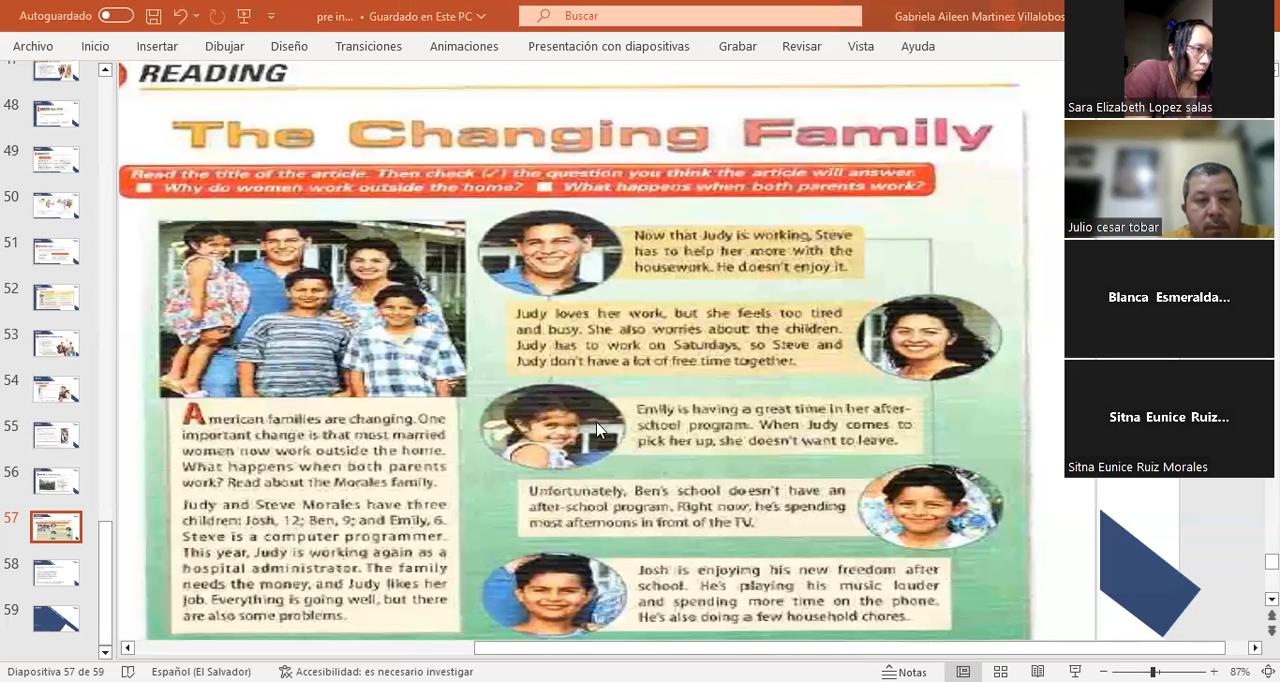 Autoguardado
pre in... • Guardado en Este PC
Buscar
Gabriela Aileen Martinez Villalobos
Archivo Inicio Insertar Dibujar Diseño Transiciones Animaciones Presentación con diapositivas Grabar Revisar Vista Ayuda
48
49
50
51
52
53
54
55
56
57
58
59
READING
The Changing Family
Read the title of the article. Then check (✓) the question you think the article will answer.
Why do women work outside the home? What happens when both parents work?
American families are changing. One
important change is that most married
women now work outside the home.
What happens when both parents
work? Read about the Morales family.
Judy and Steve Morales have three
children: Josh, 12; Ben, 9; and Emily, 6.
Steve is a computer programmer.
This year, Judy is working again as a
hospital administrator. The family
needs the money, and Judy likes her
job. Everything is going well, but there
are also some problems.
Now that Judy is working, Steve
has to help her more with the
housework. He doesn't enjoy it.
Judy loves her work, but she feels too tired
and busy. She also worries about the children.
Judy has to work on Saturdays, so Steve and
Judy don't have a lot of free time together.
Emily is having a great time in her after-
school program. When Judy comes to
pick her up, she doesn't want to leave.
Unfortunately, Ben's school doesn't have an
after-school program. Right now, he's spending
most afternoons in front of the TV.
Josh is enjoying his new freedom after
school. He's playing his music louder
and spending more time on the phone.
He's also doing a few household chores.
Sara Elizabeth Lopez salas
Julio cesar tobar
Blanca Esmeralda...
Sitna Eunice Ruiz...
Sitna Eunice Ruiz Morales
Diapositiva 57 de 59 Español (El Salvador) Accesibilidad: es necesario investigar Notas 87%